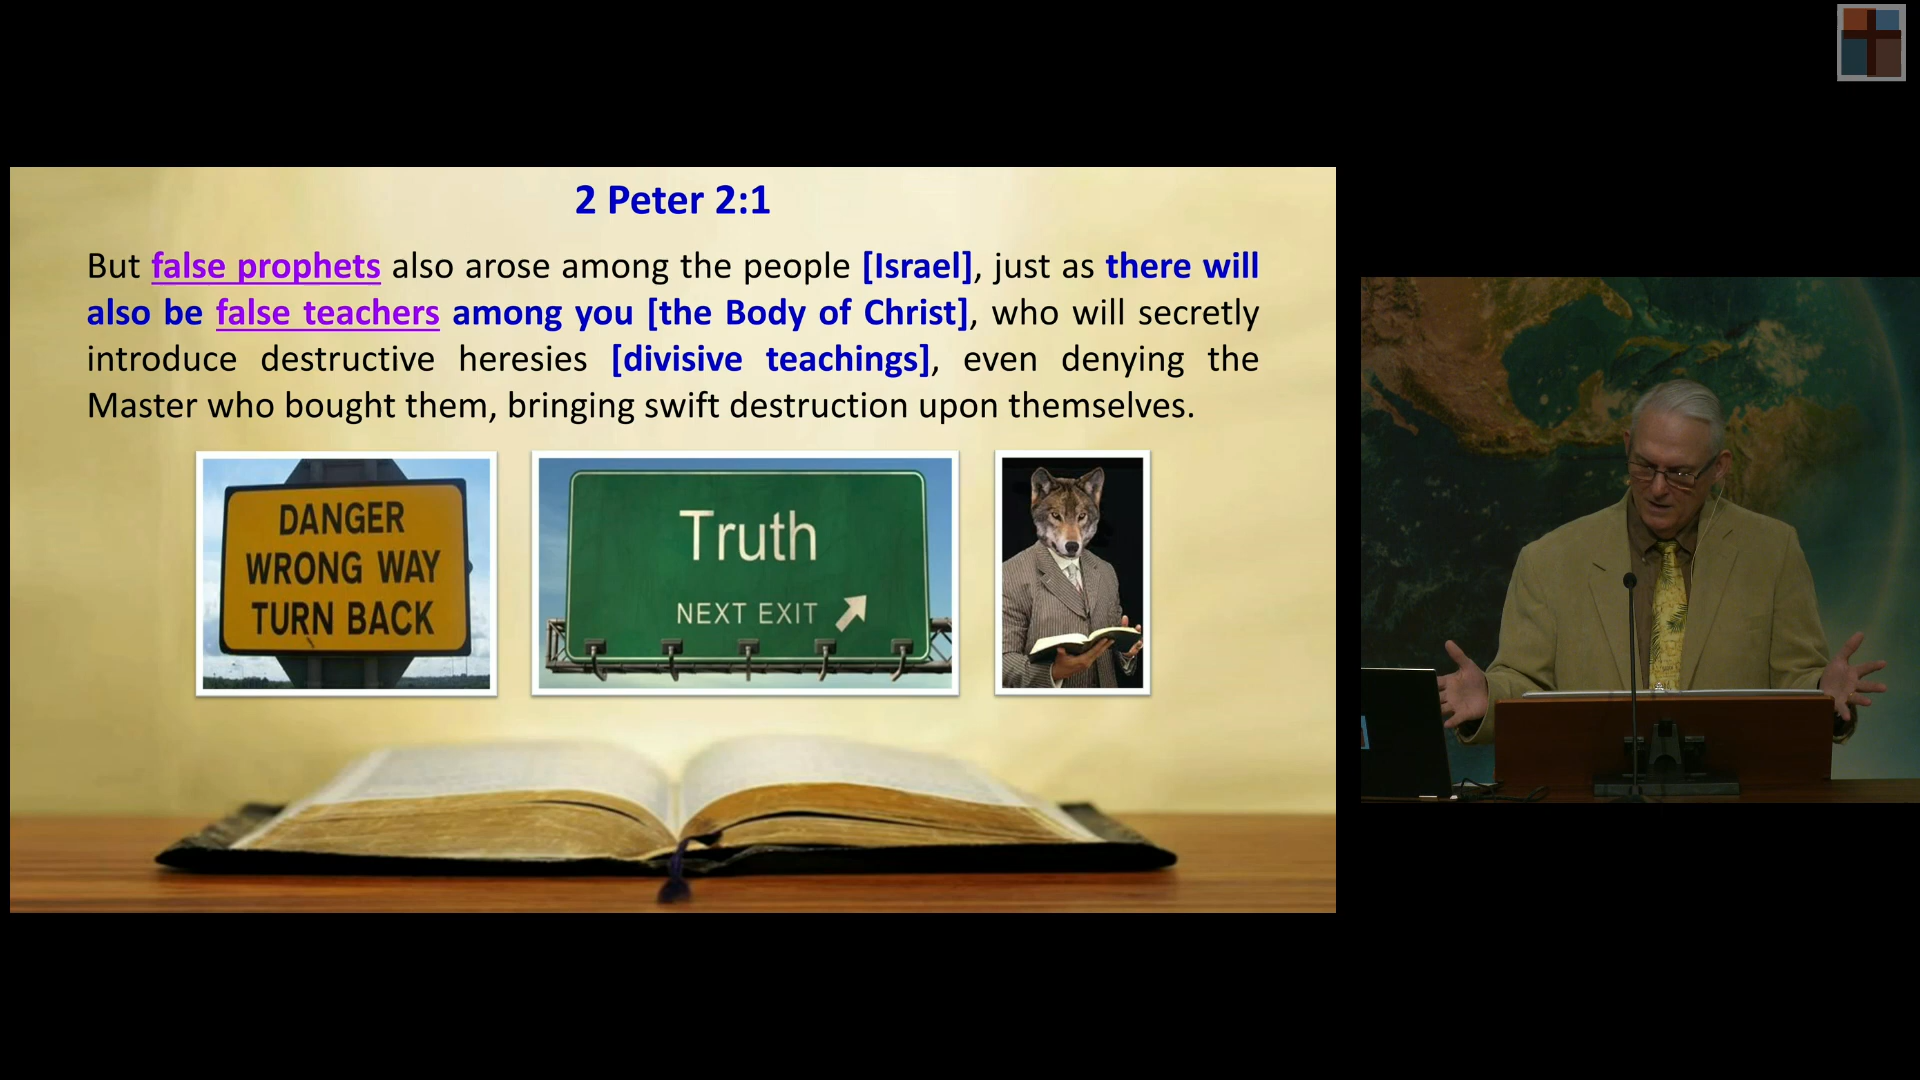 2 Peter 2:1
But false prophets also arose among the people [Israel], just as there will
also be false teachers among you [the Body of Christ], who will secretly
introduce destructive heresies [divisive teachings], even denying the
Master who bought them, bringing swift destruction upon themselves.
DANGER
WRONG WAY
TURN BACK
Truth
NEXT EXIT